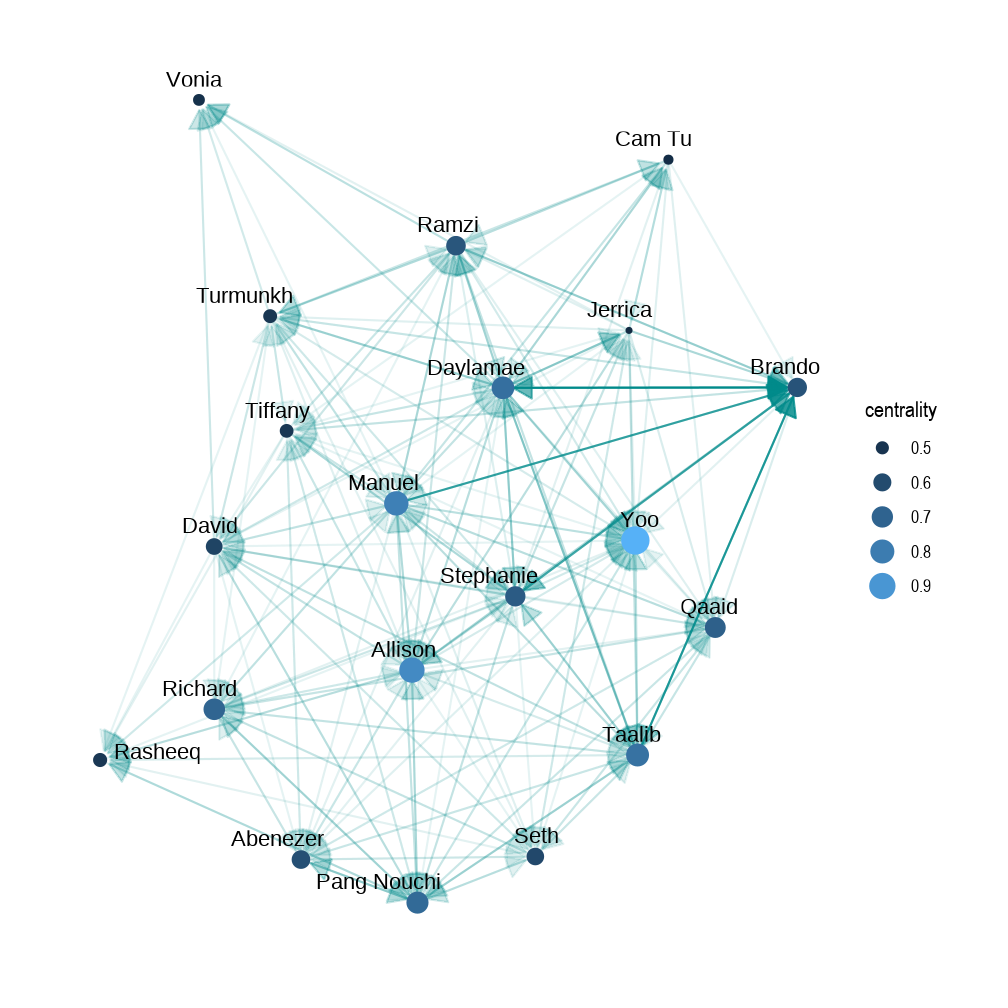 Vonia
Cam Tu
Ramzi
Turmunkh
Jerrica
Daylamae
Brando
Tiffany
centrality
0.5
Manuel
0.6
David
Yoo
0.7
0.8
Stephanie
0.9
Qaaid
Allison
Richard
Taalib
Rasheeq
Abenezer
Seth
Pang Nouchi